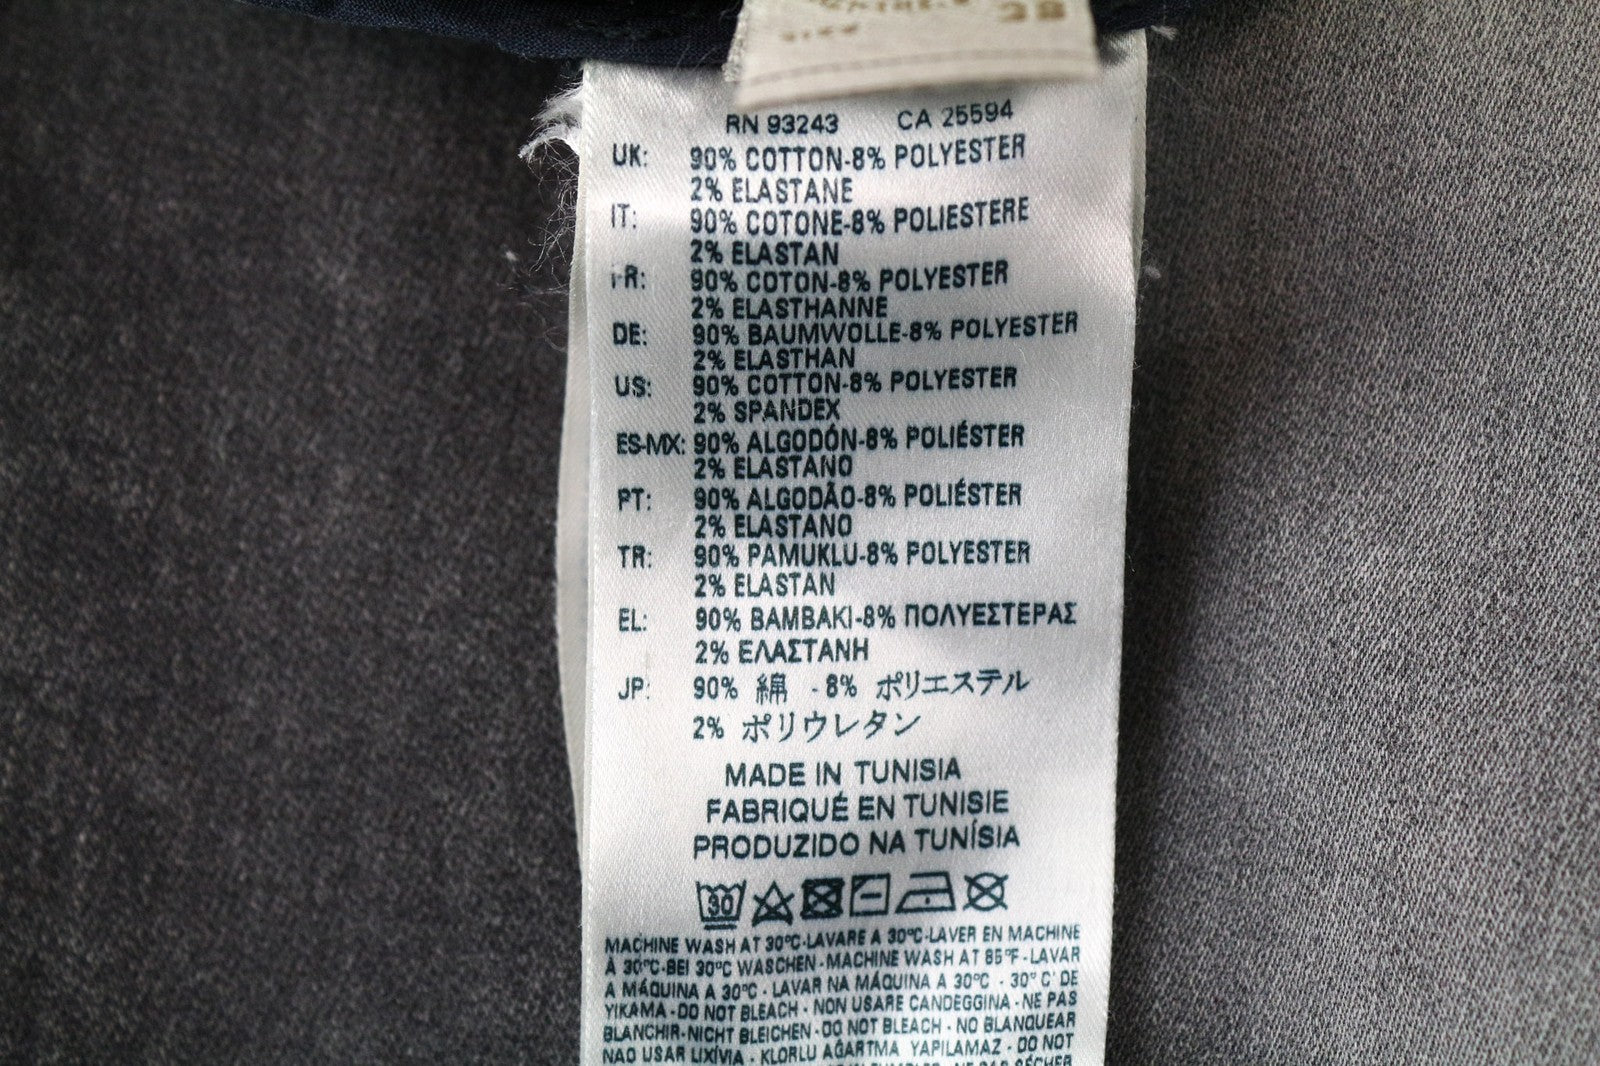 38
RN 93243 CA 25594
UK: 90% COTTON-8% POLYESTER
2% ELASTANE
IT: 90% COTONE-8% POLIESTERE
2% ELASTAN
FR: 90% COTON-8% POLYESTER
2% ELASTHANNE
DE: 90% BAUMWOLLE-8% POLYESTER
2% ELASTHAN
US: 90% COTTON-8% POLYESTER
2% SPANDEX
ES-MX: 90% ALGODÓN-8% POLIÉSTER
2% ELASTANO
PT: 90% ALGODÃO-8% POLIÉSTER
2% ELASTANO
TR: 90% PAMUKLU-8% POLYESTER
2% ELASTAN
EL: 90% ΒΑΜΒΑΚΙ-8% ΠΟΛΥΕΣΤΕΡΑΣ
2% ΕΛΑΣΤΑΝΗ
JP: 90% 綿 -8% ポリエステル
2% ポリウレタン
MADE IN TUNISIA
FABRIQUÉ EN TUNISIE
PRODUZIDO NA TUNÍSIA
30
MACHINE WASH AT 30°C-LAVARE A 30°C-LAVER EN MACHINE
À 30°C-BEI 30°C WASCHEN-MACHINE WASH AT 85°F-LAVAR
A MÁQUINA A 30°C - LAVAR NA MÁQUINA A 30°C - 30° C' DE
YIKAMA - DO NOT BLEACH - NON USARE CANDEGGINA - NE PAS
BLANCHIR-NICHT BLEICHEN-DO NOT BLEACH - NO BLANQUEAR
NAO USAR LIXÍVIA - KLORLU AĞARTMA YAPILAMAZ - DO NOT
NE PAS SÉCHER